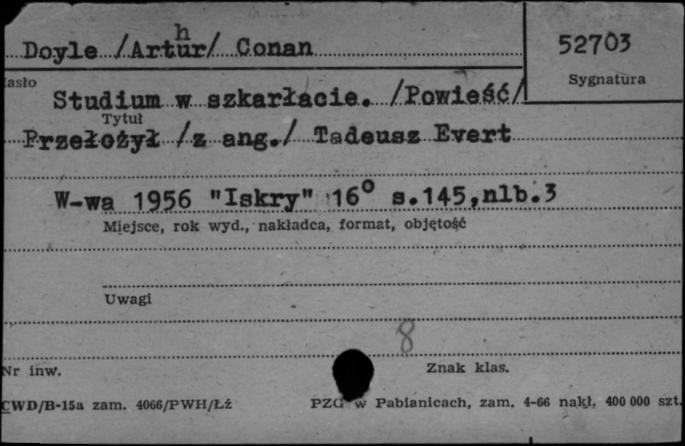 Doyle /Arthur/ Conan
52703
asło
Sygnatura
Studium w szkarłacie. /Powieść/
Tytuł
Przełożył /z ang./ Tadeusz Evert
W-wa 1956 "Iskry" 16° s.145,nlb.3
Miejsce, rok wyd., nakładca, format, objętość
Uwagi
8
Nr inw.
Znak klas.
CWD/B-15a zam. 4066/PWH/Łź
PZG w Pabianicach, zam. 4-66 nakł. 400 000 szt.